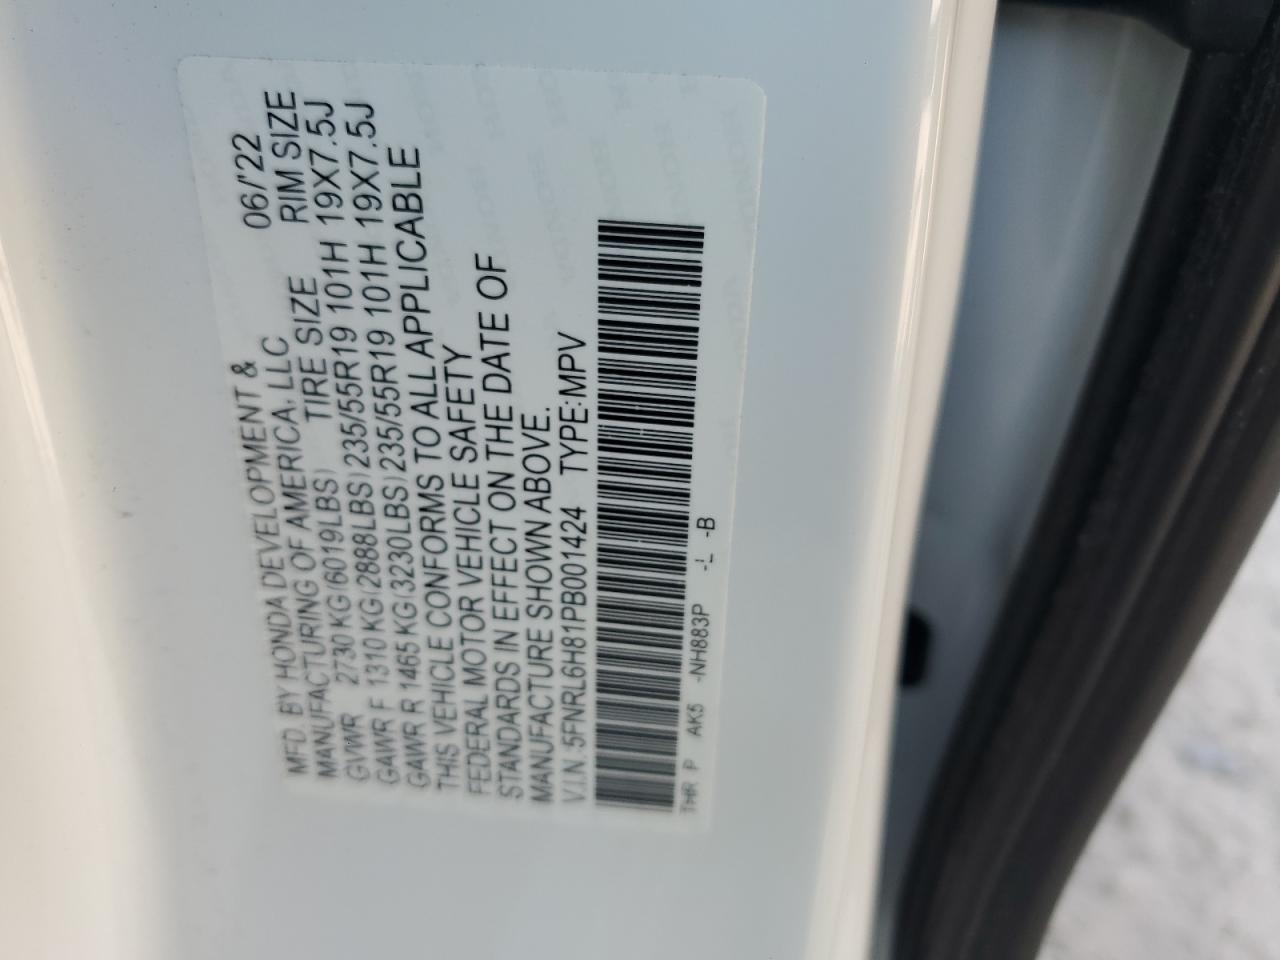 MFD. BY HONDA DEVELOPMENT & 06/'22
MANUFACTURING OF AMERICA, LLC RIM SIZE
TIRE SIZE
GVWR 2730 KG(6019LBS)
GAWR F 1310 KG(2888LBS)235/55R19 101H 19X7.5J
GAWR R 1465 KG(3230LBS)235/55R19 101H 19X7.5J
THIS VEHICLE CONFORMS TO ALL APPLICABLE
FEDERAL MOTOR VEHICLE SAFETY
STANDARDS IN EFFECT ON THE DATE OF
MANUFACTURE SHOWN ABOVE.
V.I.N. 5FNRL6H81PB001424 TYPE:MPV
THR P AK5 -NH883P -L -B